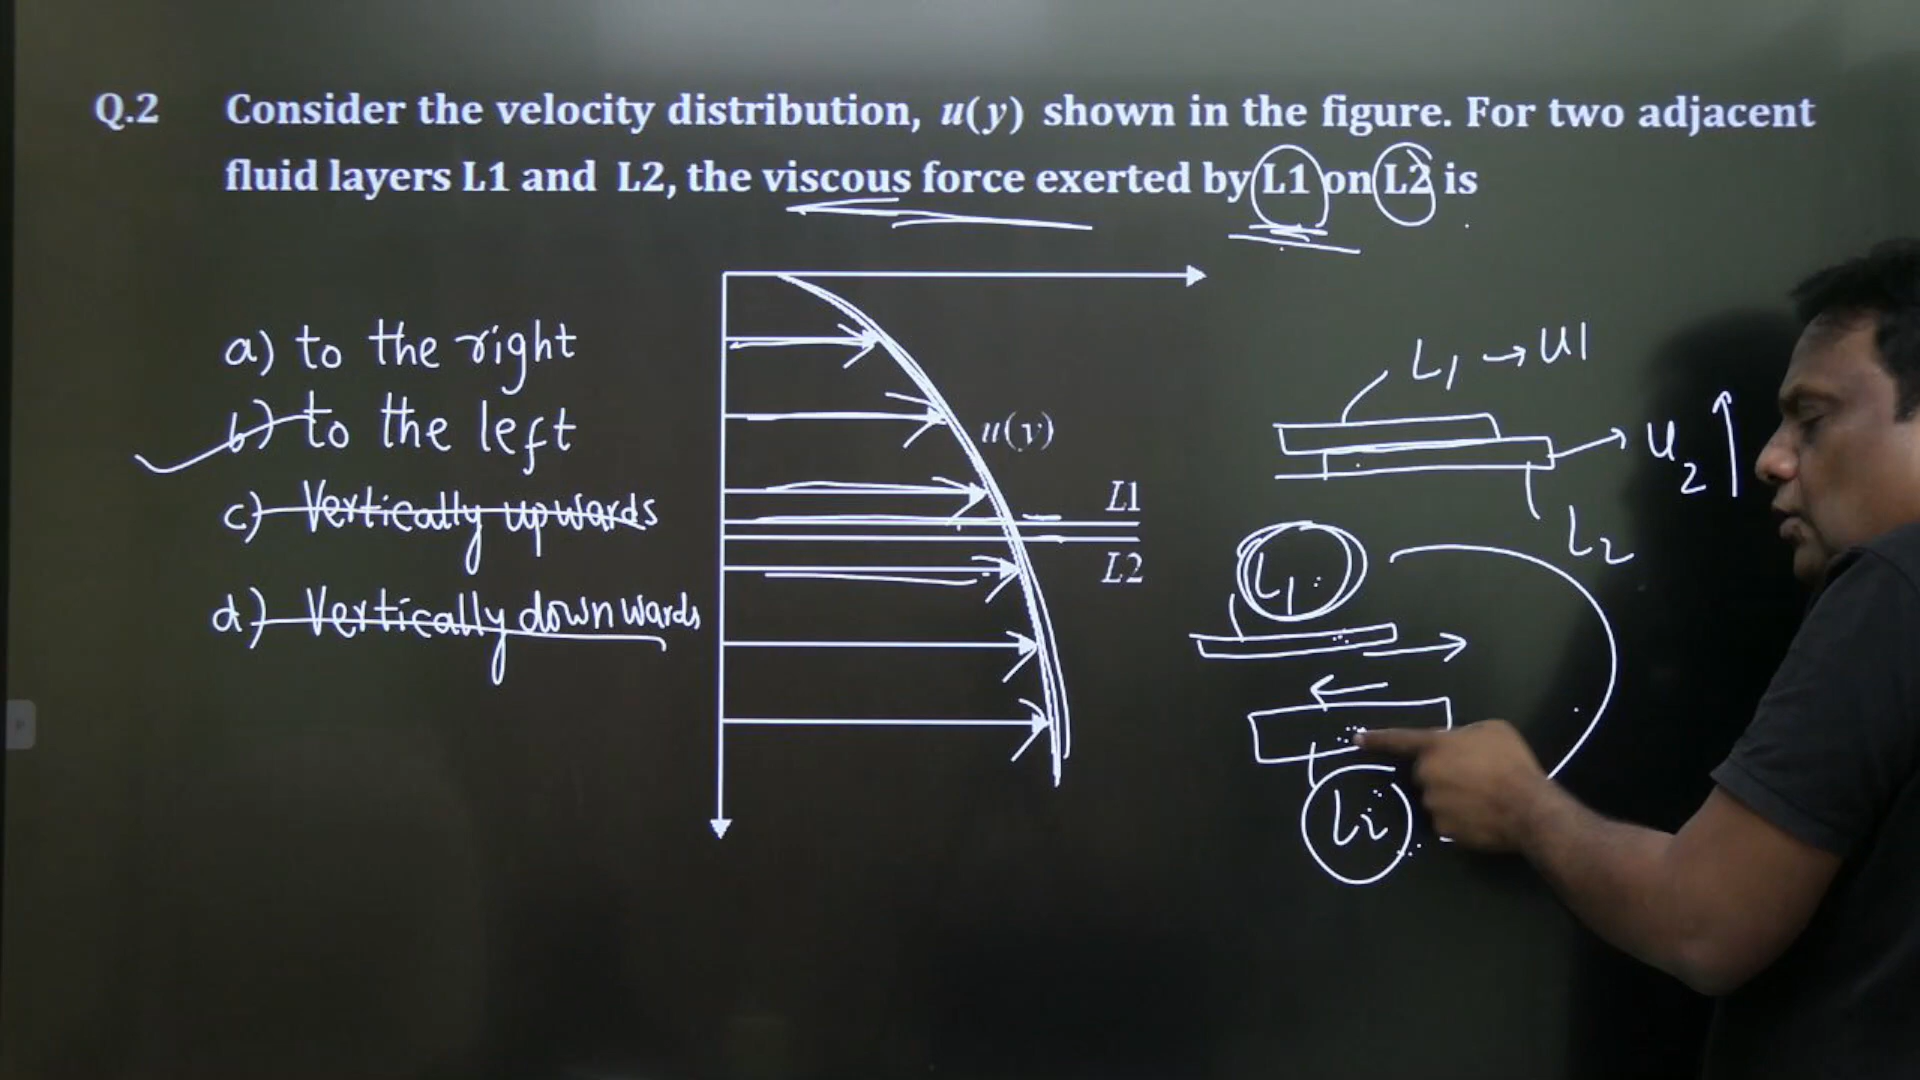 Q.2 Consider the velocity distribution, u(y) shown in the figure. For two adjacent
fluid layers L1 and L2, the viscous force exerted by L1 on L2 is
a) to the right
b) to the left
c) Vertically upwards
d) Vertically downwards
u(y)
L1
L2
L1 → U1
U2
L2
L1
L2